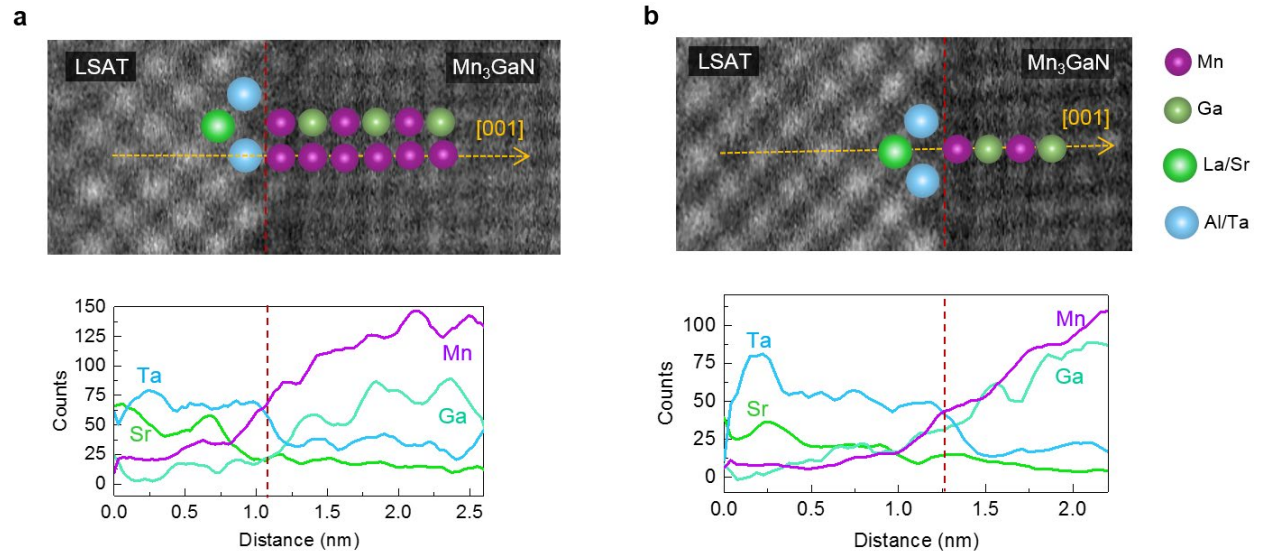 a
LSAT
Mn₃GaN
[001]
b
LSAT
Mn₃GaN
[001]
Mn
Ga
La/Sr
Al/Ta
150
125
100
75
50
25
0
Counts
Ta
Sr
Mn
Ga
0.0 0.5 1.0 1.5 2.0 2.5
Distance (nm)
100
75
50
25
0
Counts
Ta
Sr
Mn
Ga
0.0 0.5 1.0 1.5 2.0
Distance (nm)